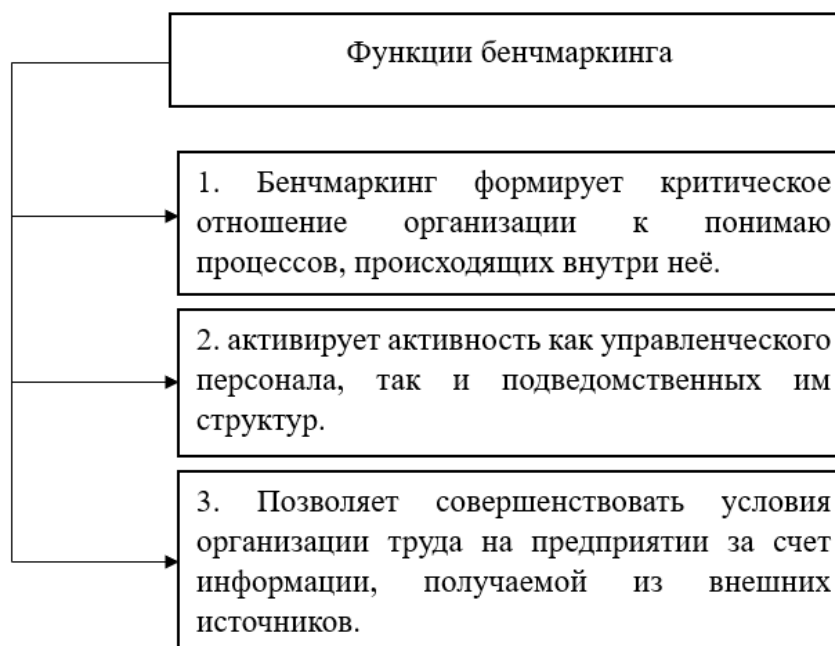 Функции бенчмаркинга
1. Бенчмаркинг формирует критическое
отношение организации к понимаю
процессов, происходящих внутри неё.
2. активирует активность как управленческого
персонала, так и подведомственных им
структур.
3. Позволяет совершенствовать условия
организации труда на предприятии за счет
информации, получаемой из внешних
источников.